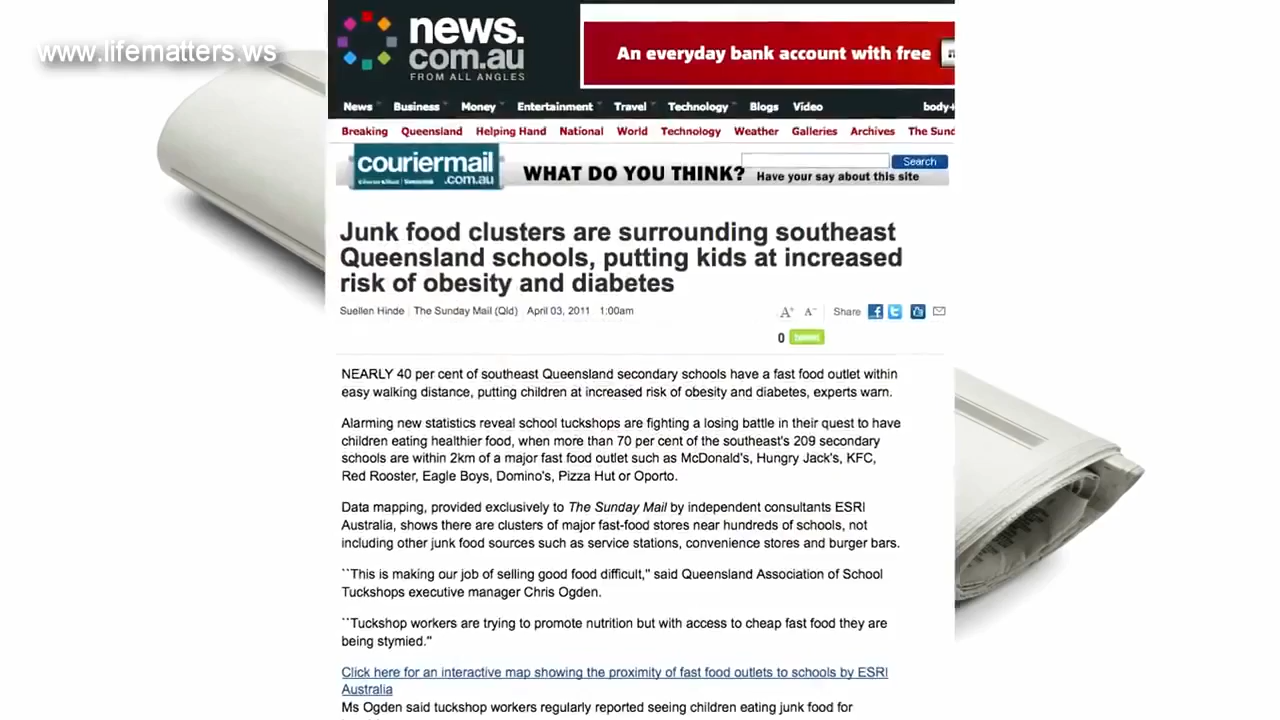 www.lifematters.ws
news.
com.au
FROM ALL ANGLES
An everyday bank account with free
News Business Money Entertainment Travel Technology Blogs Video body+
Breaking Queensland Helping Hand National World Technology Weather Galleries Archives The Sund
couriermail
.com.au
WHAT DO YOU THINK? Have your say about this site
Search
Junk food clusters are surrounding southeast
Queensland schools, putting kids at increased
risk of obesity and diabetes
Suellen Hinde The Sunday Mail (Qld) April 03, 2011 1:00am
A+ A- Share
0
NEARLY 40 per cent of southeast Queensland secondary schools have a fast food outlet within
easy walking distance, putting children at increased risk of obesity and diabetes, experts warn.
Alarming new statistics reveal school tuckshops are fighting a losing battle in their quest to have
children eating healthier food, when more than 70 per cent of the southeast's 209 secondary
schools are within 2km of a major fast food outlet such as McDonald's, Hungry Jack's, KFC,
Red Rooster, Eagle Boys, Domino's, Pizza Hut or Oporto.
Data mapping, provided exclusively to The Sunday Mail by independent consultants ESRI
Australia, shows there are clusters of major fast-food stores near hundreds of schools, not
including other junk food sources such as service stations, convenience stores and burger bars.
``This is making our job of selling good food difficult,'' said Queensland Association of School
Tuckshops executive manager Chris Ogden.
``Tuckshop workers are trying to promote nutrition but with access to cheap fast food they are
being stymied.''
Click here for an interactive map showing the proximity of fast food outlets to schools by ESRI
Australia
Ms Ogden said tuckshop workers regularly reported seeing children eating junk food for